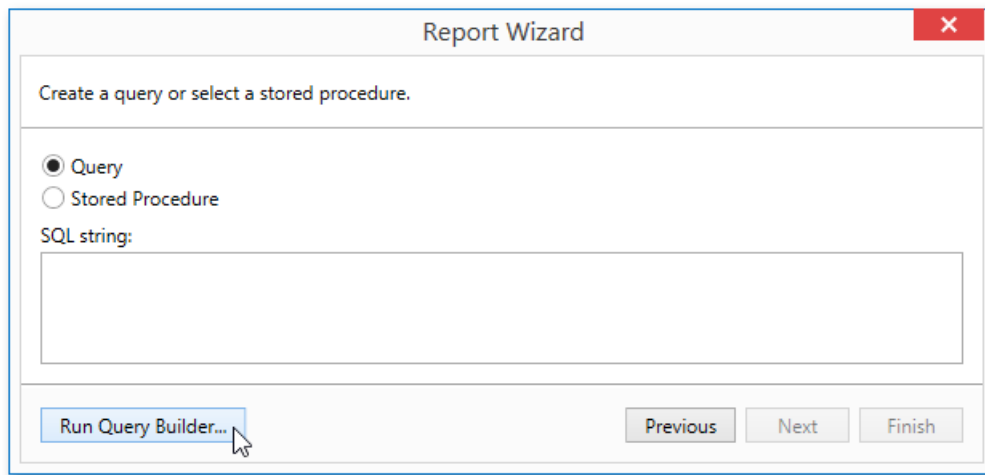 Report Wizard
Create a query or select a stored procedure.
Query
Stored Procedure
SQL string:
Run Query Builder...
Previous
Next
Finish